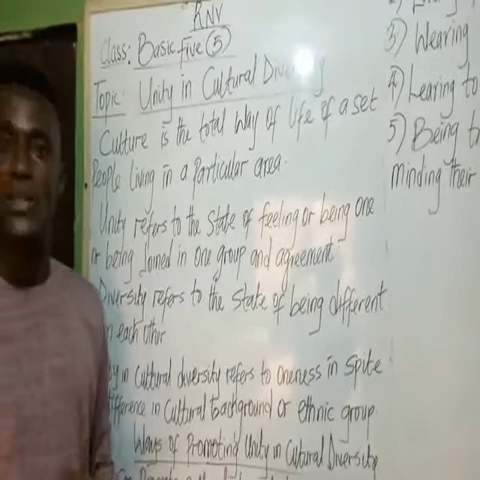 RNV
Class: Basic Five (5)
Topic: Unity in Cultural Diversity
Culture is the total way of life of a set
People living in a particular area.
Unity refers to the state of feeling or being one
or being joined in one group and agreement
Diversity refers to the state of being different
each other
in cultural diversity refers to oneness in spite
difference in cultural background or ethnic group.
Ways of Promoting Unity in Cultural Diversity
3) Wearing
4) Learing to
5) Being
minding their